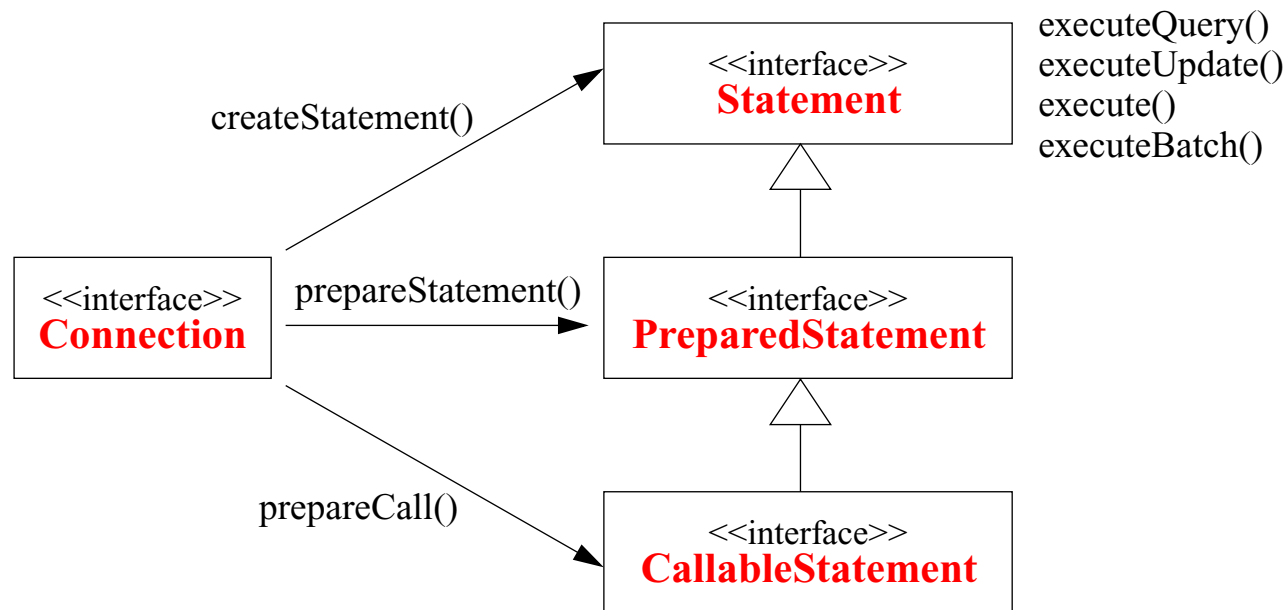 <<interface>>
Statement
executeQuery()
executeUpdate()
execute()
executeBatch()
createStatement()
<<interface>>
Connection
prepareStatement()
<<interface>>
PreparedStatement
prepareCall()
<<interface>>
CallableStatement